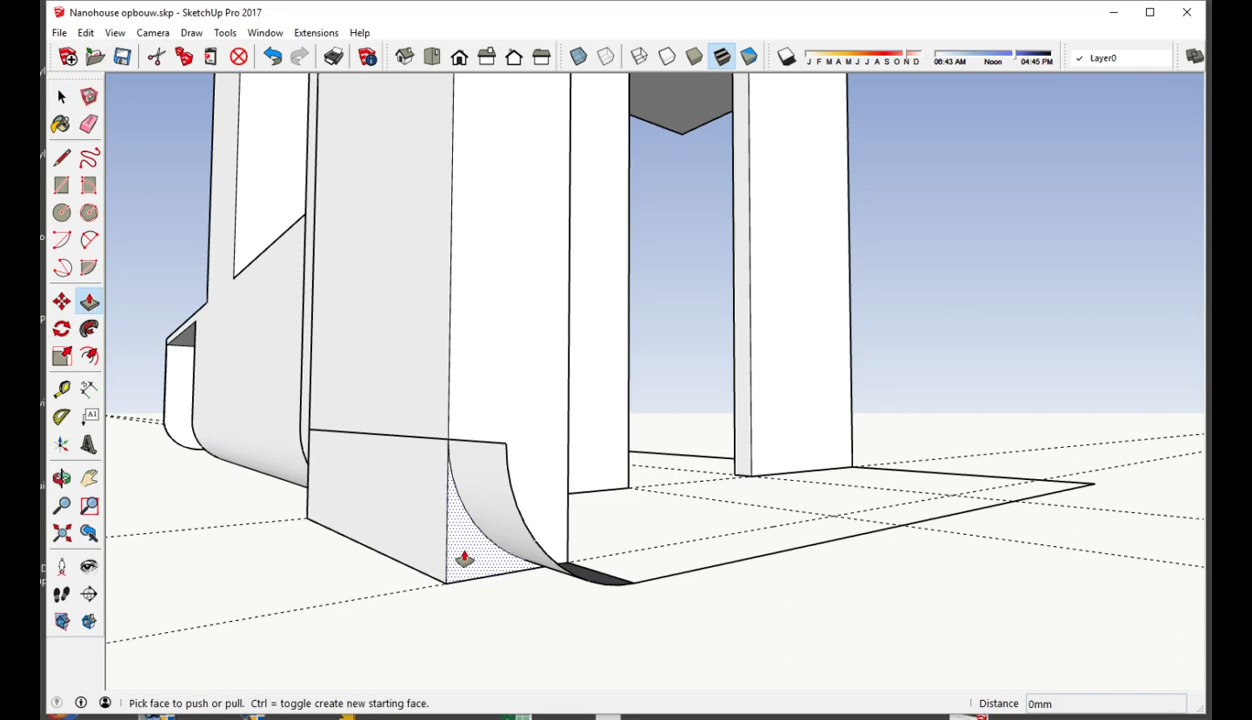 Nanohouse opbouw.skp - SketchUp Pro 2017
File Edit View Camera Draw Tools Window Extensions Help
J F M A M J J A S O N D
06:43 AM Noon 04:45 PM
Layer0
A1
Pick face to push or pull. Ctrl = toggle create new starting face.
Distance 0mm